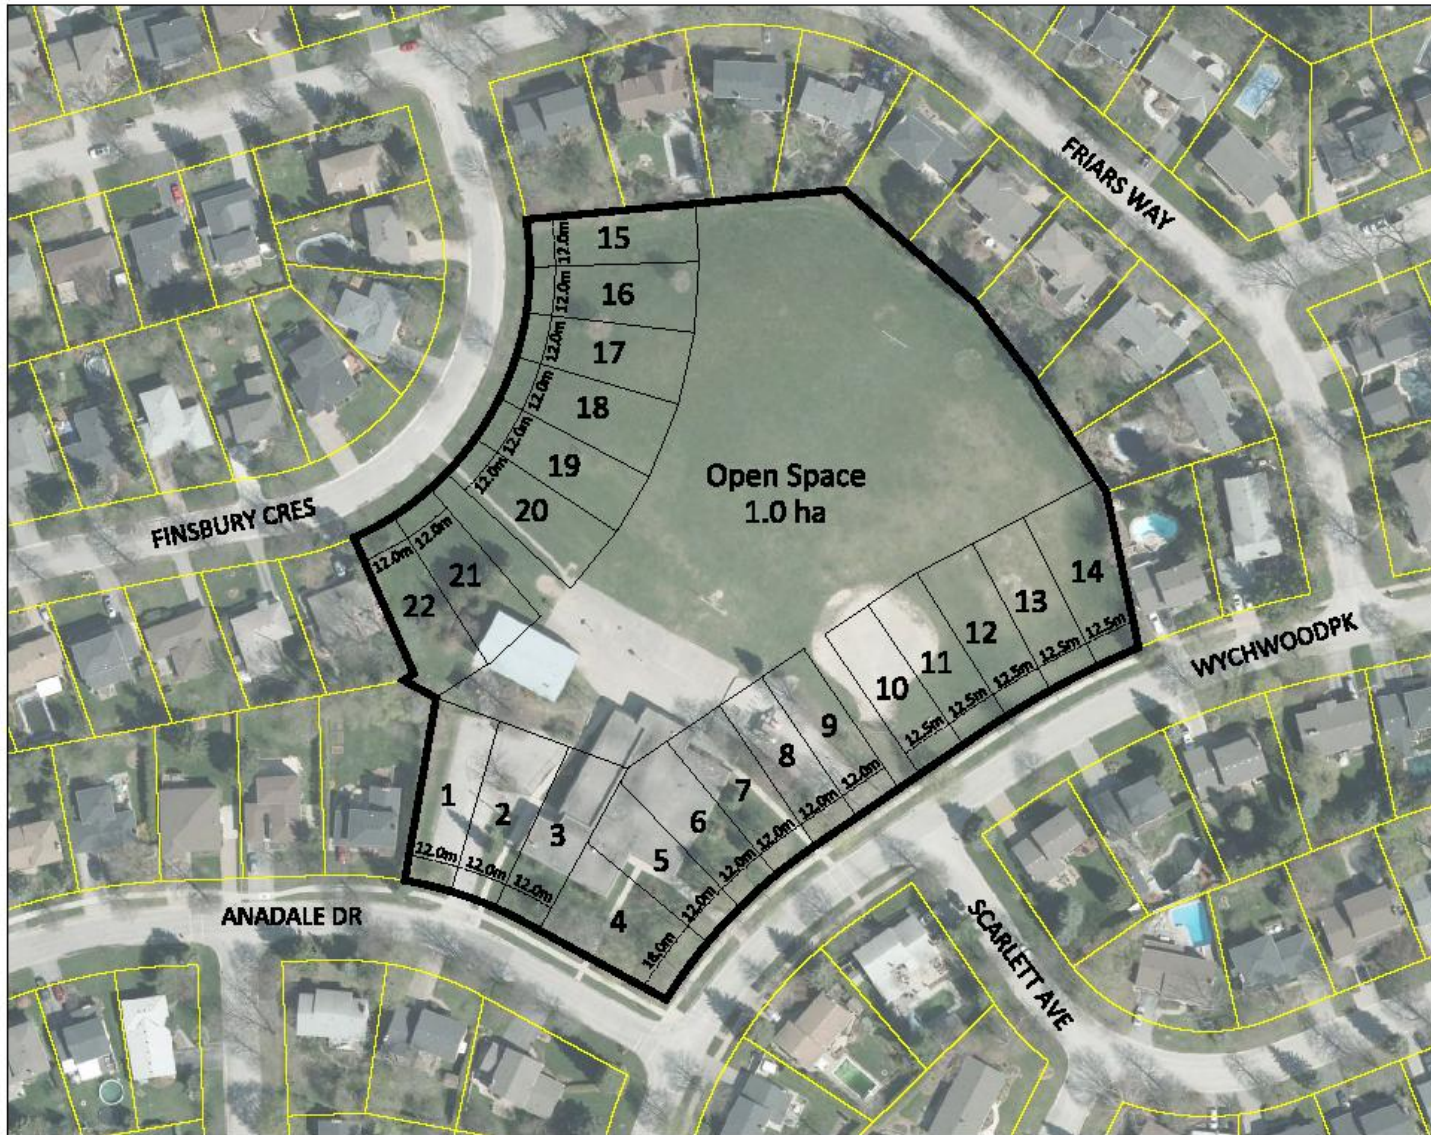 FRIARS WAY
12.0m 15
12.0m 16
12.0m 17
12.0m 18
12.0m 19
12.0m 20
Open Space
1.0 ha
FINSBURY CRES
12.0m 12.0m
21
22
14
13
12
11
10
12.5m 12.5m 12.5m 12.5m 12.5m
WYCHWOODPK
9
8
7
6
5
4
1
2
3
12.0m 12.0m 12.0m
18.0m 12.0m 12.0m 12.0m 12.0m 12.0m
ANADALE DR
SCARLETT AVE